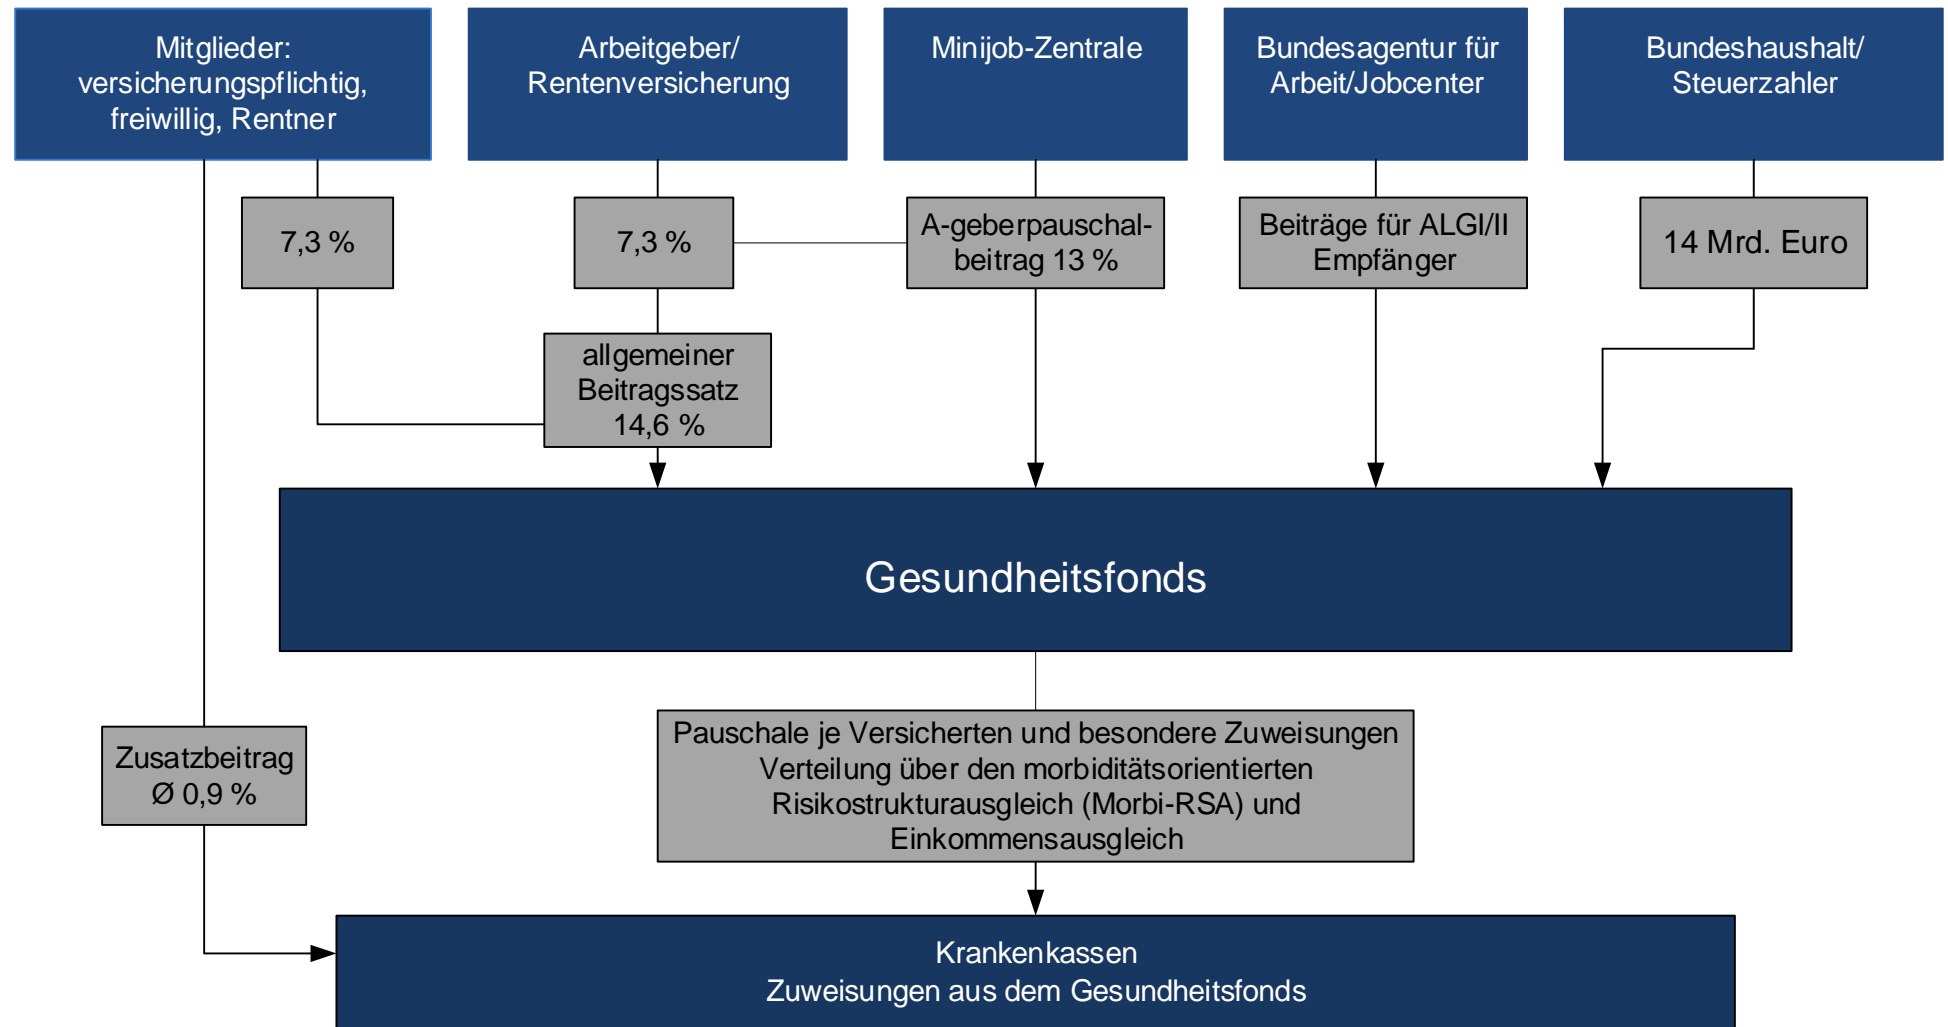 Mitglieder:
versicherungspflichtig,
freiwillig, Rentner
Arbeitgeber/
Rentenversicherung
Minijob-Zentrale
Bundesagentur für
Arbeit/Jobcenter
Bundeshaushalt/
Steuerzahler
7,3 %
7,3 %
A-geberpauschal-
beitrag 13 %
Beiträge für ALGI/II
Empfänger
14 Mrd. Euro
allgemeiner
Beitragssatz
14,6 %
Gesundheitsfonds
Zusatzbeitrag
Ø 0,9 %
Pauschale je Versicherten und besondere Zuweisungen
Verteilung über den morbiditätsorientierten
Risikostrukturausgleich (Morbi-RSA) und
Einkommensausgleich
Krankenkassen
Zuweisungen aus dem Gesundheitsfonds